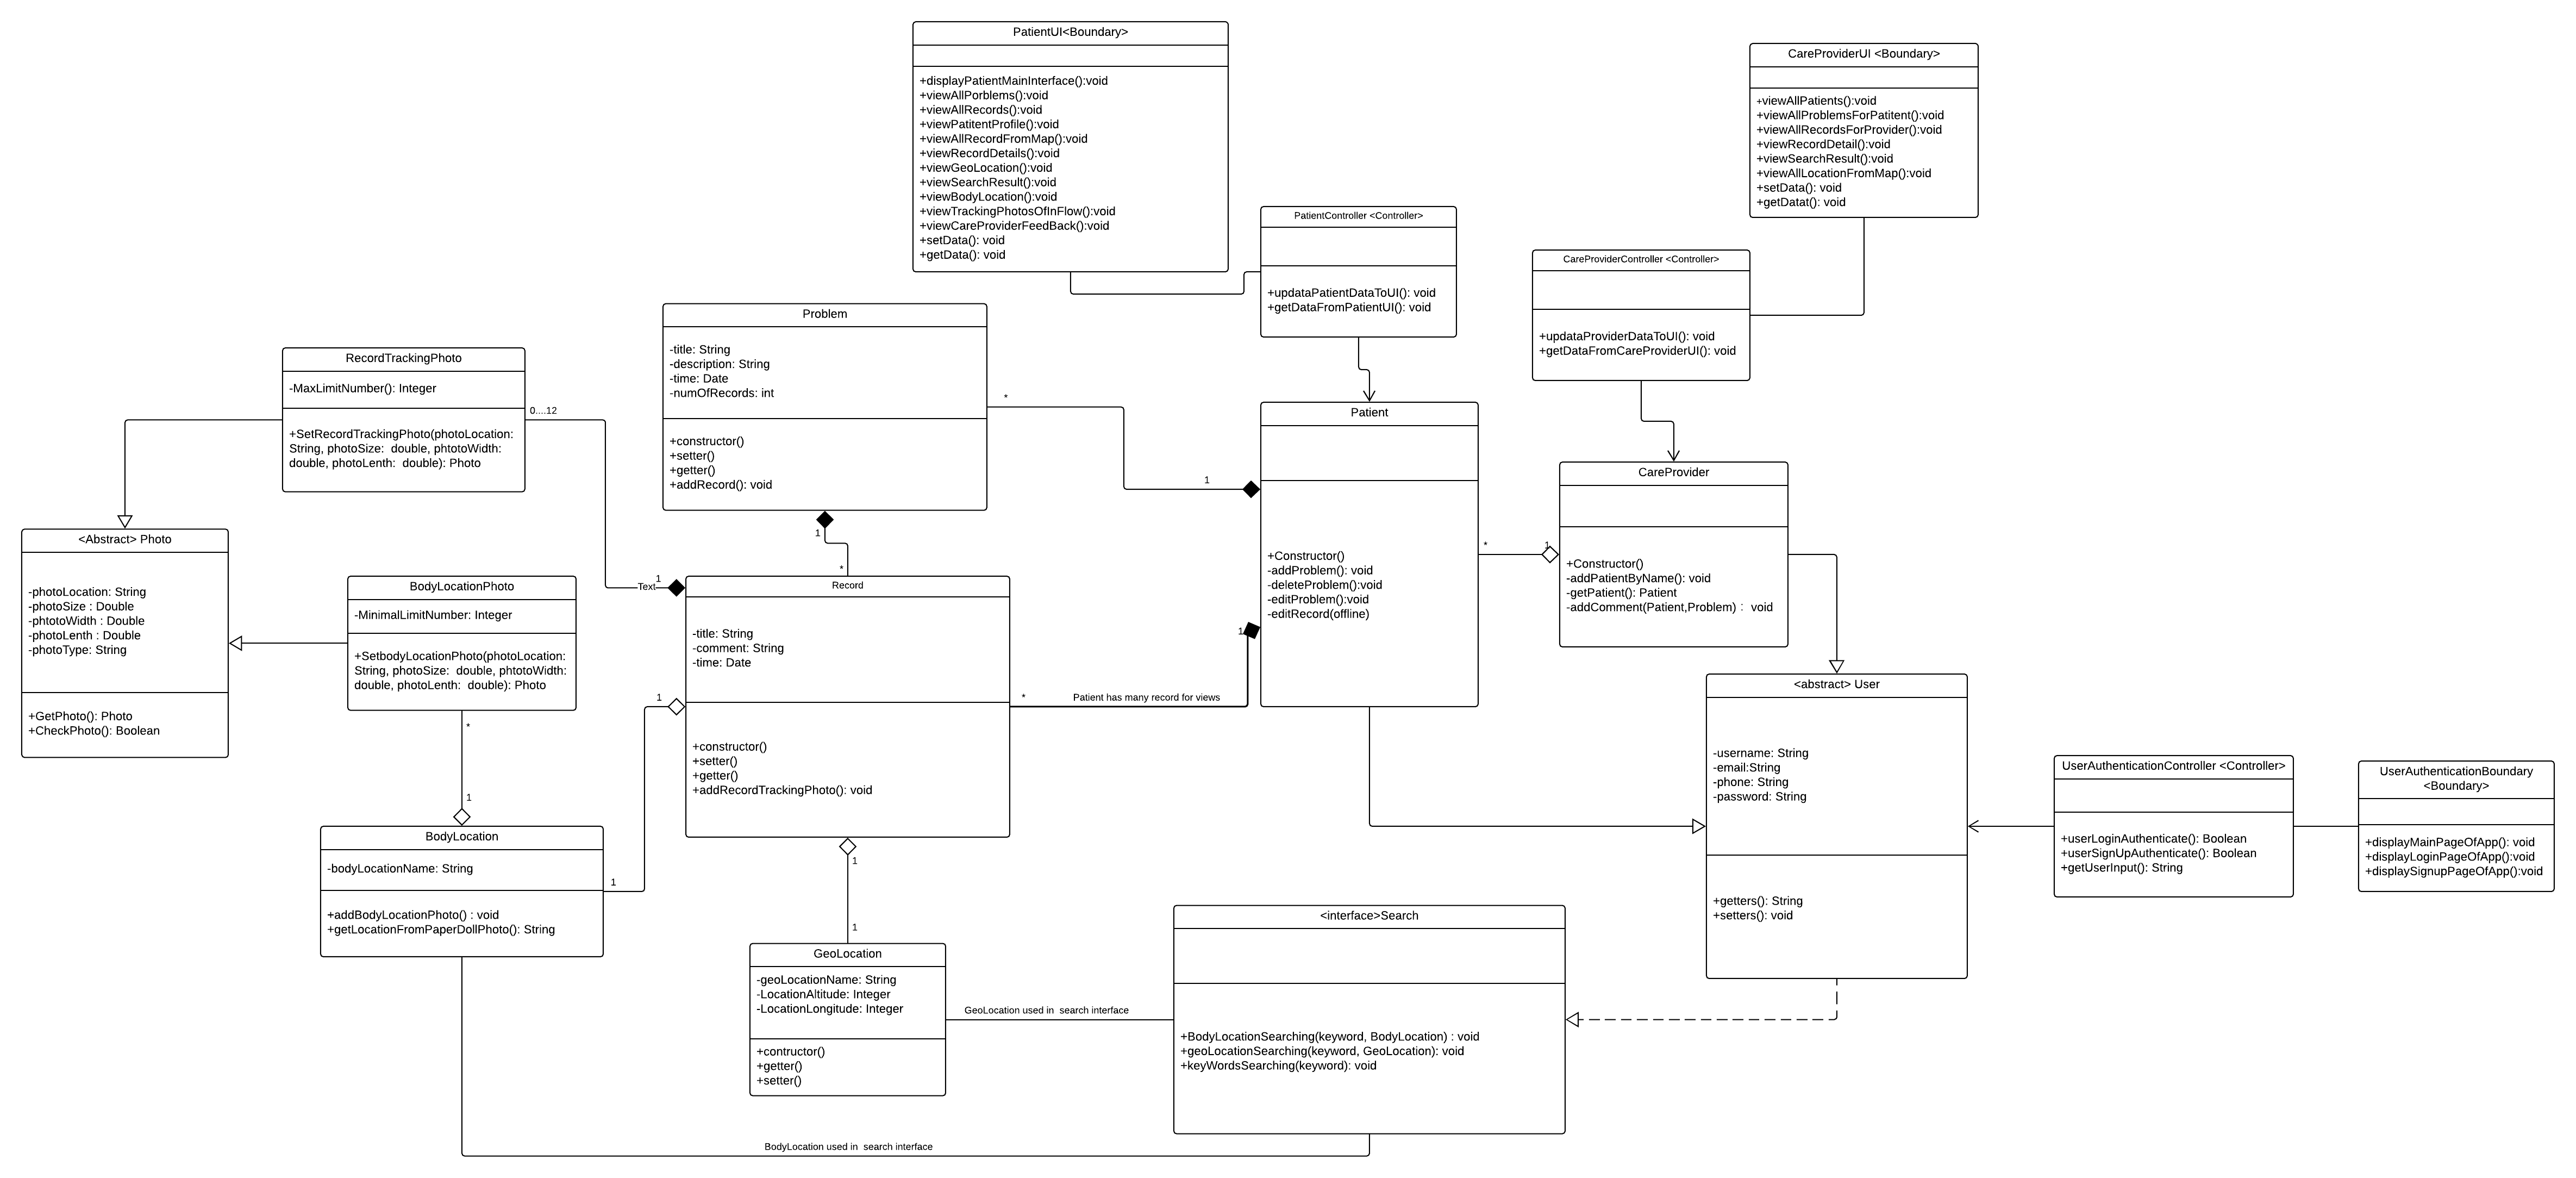 PatientUI<Boundary>
+displayPatientMainInterface():void
+viewAllPorblems():void
+viewAllRecords():void
+viewPatitentProfile():void
+viewAllRecordFromMap():void
+viewRecordDetails():void
+viewGeoLocation():void
+viewSearchResult():void
+viewBodyLocation():void
+viewTrackingPhotosOfInFlow():void
+viewCareProviderFeedBack():void
+setData(): void
+getData(): void
CareProviderUI <Boundary>
+viewAllPatients():void
+viewAllProblemsForPatitent():void
+viewAllRecordsForProvider():void
+viewRecordDetail():void
+viewSearchResult():void
+viewAllLocationFromMap():void
+setData(): void
+getDatat(): void
PatientController <Controller>
+updataPatientDataToUI(): void
+getDataFromPatientUI(): void
CareProviderController <Controller>
+updataProviderDataToUI(): void
+getDataFromCareProviderUI(): void
Problem
-title: String
-description: String
-time: Date
-numOfRecords: int
+constructor()
+setter()
+getter()
+addRecord(): void
*
1
1
*
RecordTrackingPhoto
-MaxLimitNumber(): Integer
+SetRecordTrackingPhoto(photoLocation:
String, photoSize:  double, phtotoWidth:
double, photoLenth:  double): Photo
0....12
Text
1
Patient
+Constructor()
-addProblem(): void
-deleteProblem():void
-editProblem():void
-editRecord(offline)
*
1
CareProvider
+Constructor()
-addPatientByName(): void
-getPatient(): Patient
-addComment(Patient,Problem)： void
<Abstract> Photo
-photoLocation: String
-photoSize : Double
-phtotoWidth : Double
-photoLenth : Double
-photoType: String
+GetPhoto(): Photo
+CheckPhoto(): Boolean
BodyLocationPhoto
-MinimalLimitNumber: Integer
+SetbodyLocationPhoto(photoLocation:
String, photoSize:  double, phtotoWidth:
double, photoLenth:  double): Photo
*
1
Record
-title: String
-comment: String
-time: Date
+constructor()
+setter()
+getter()
+addRecordTrackingPhoto(): void
1
*
Patient has many record for views
1
<abstract> User
-username: String
-email:String
-phone: String
-password: String
+getters(): String
+setters(): void
UserAuthenticationController <Controller>
+userLoginAuthenticate(): Boolean
+userSignUpAuthenticate(): Boolean
+getUserInput(): String
UserAuthenticationBoundary
<Boundary>
+displayMainPageOfApp(): void
+displayLoginPageOfApp():void
+displaySignupPageOfApp():void
BodyLocation
-bodyLocationName: String
+addBodyLocationPhoto() : void
+getLocationFromPaperDollPhoto(): String
1
1
1
GeoLocation
-geoLocationName: String
-LocationAltitude: Integer
-LocationLongitude: Integer
+contructor()
+getter()
+setter()
GeoLocation used in  search interface
<interface>Search
+BodyLocationSearching(keyword, BodyLocation) : void
+geoLocationSearching(keyword, GeoLocation): void
+keyWordsSearching(keyword): void
BodyLocation used in  search interface